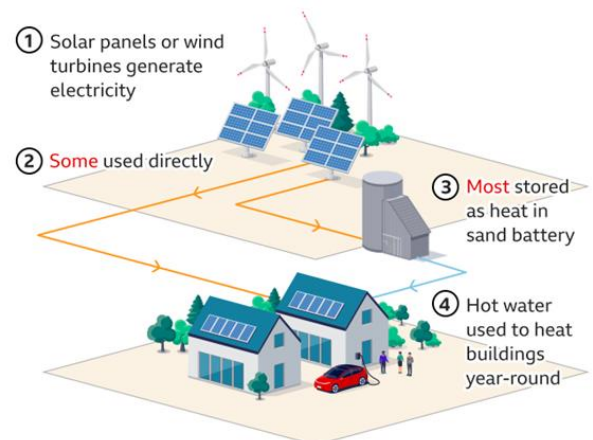 1 Solar panels or wind
turbines generate
electricity
2 Some used directly
3 Most stored
as heat in
sand battery
4 Hot water
used to heat
buildings
year-round